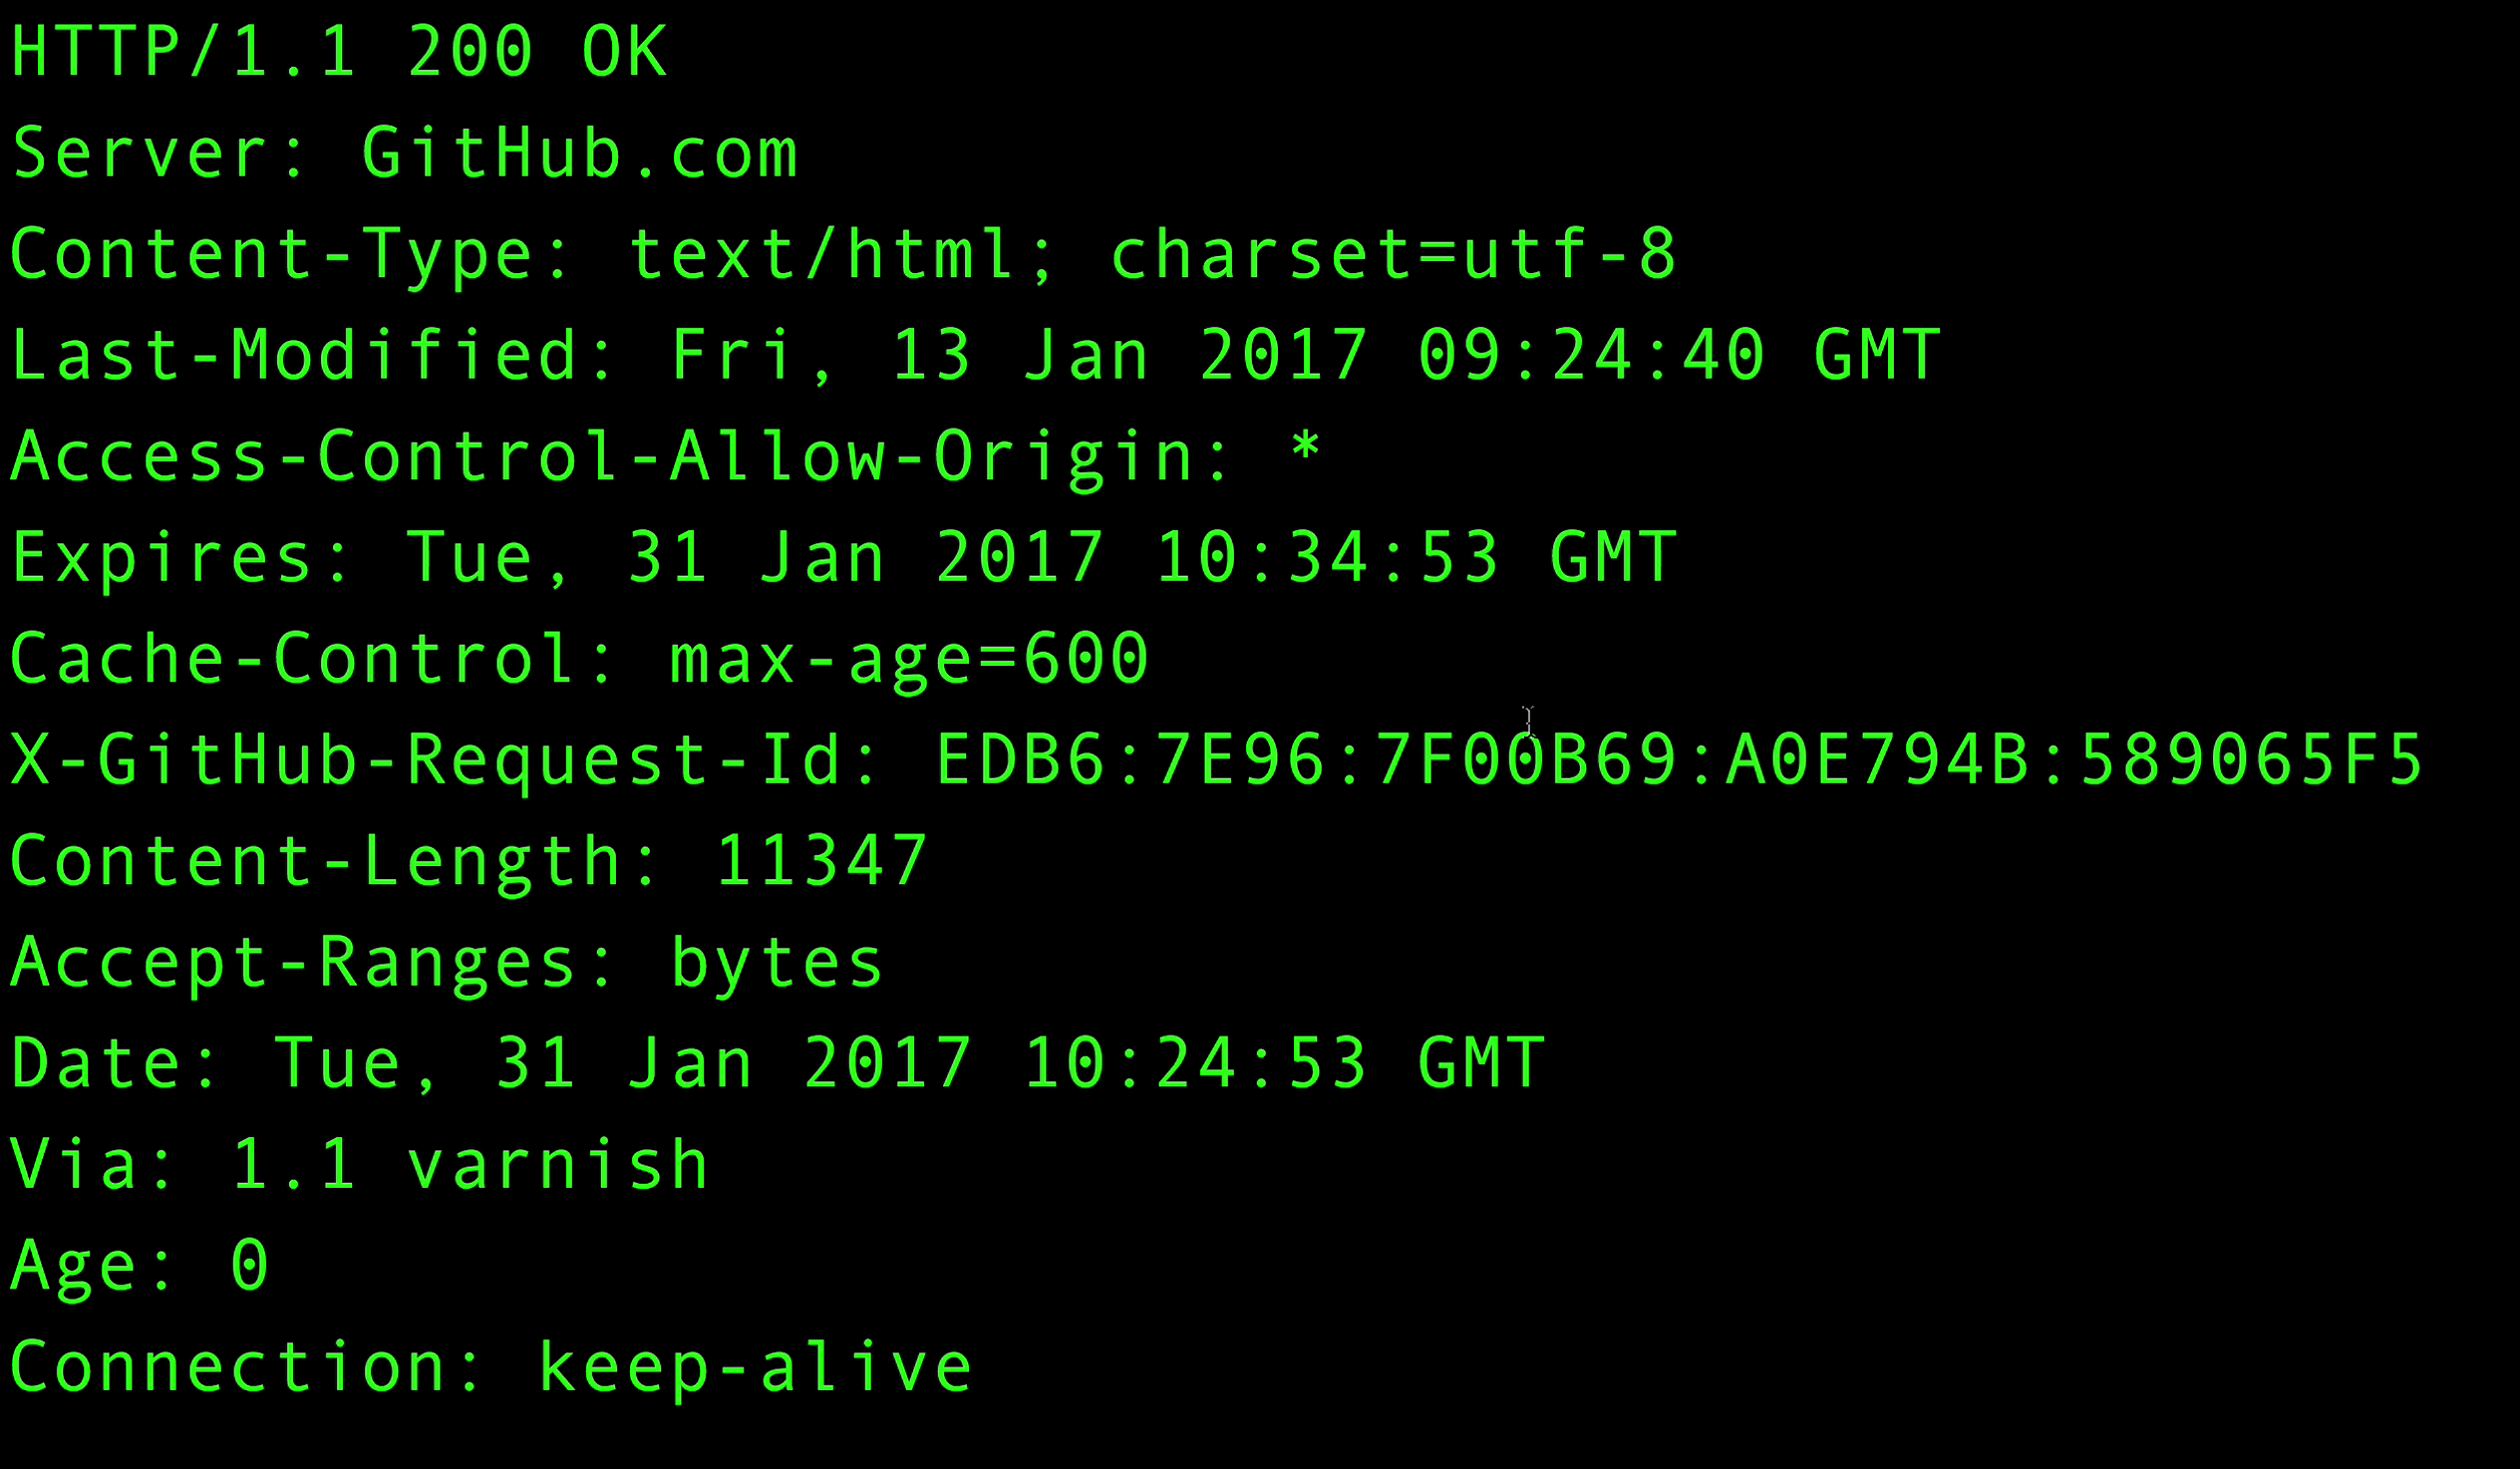 HTTP/1.1 200 OK
Server: GitHub.com
Content-Type: text/html; charset=utf-8
Last-Modified: Fri, 13 Jan 2017 09:24:40 GMT
Access-Control-Allow-Origin: *
Expires: Tue, 31 Jan 2017 10:34:53 GMT
Cache-Control: max-age=600
X-GitHub-Request-Id: EDB6:7E96:7F00B69:A0E794B:589065F5
Content-Length: 11347
Accept-Ranges: bytes
Date: Tue, 31 Jan 2017 10:24:53 GMT
Via: 1.1 varnish
Age: 0
Connection: keep-alive